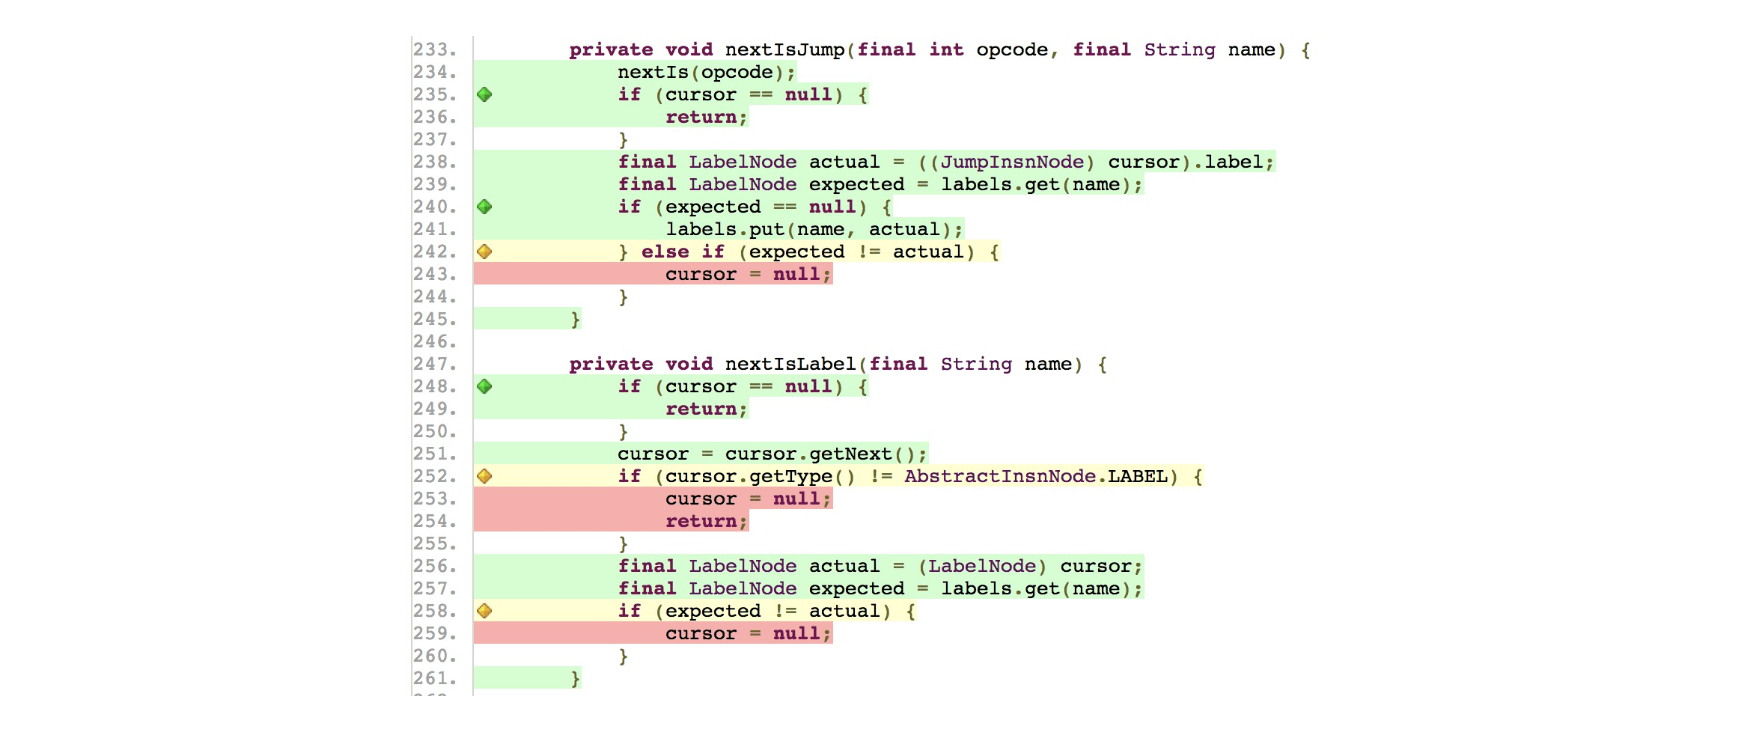 233. private void nextIsJump(final int opcode, final String name) {
234. nextIs(opcode);
235. if (cursor == null) {
236. return;
237. }
238. final LabelNode actual = ((JumpInsnNode) cursor).label;
239. final LabelNode expected = labels.get(name);
240. if (expected == null) {
241. labels.put(name, actual);
242. } else if (expected != actual) {
243. cursor = null;
244. }
245. }
246.
247. private void nextIsLabel(final String name) {
248. if (cursor == null) {
249. return;
250. }
251. cursor = cursor.getNext();
252. if (cursor.getType() != AbstractInsnNode.LABEL) {
253. cursor = null;
254. return;
255. }
256. final LabelNode actual = (LabelNode) cursor;
257. final LabelNode expected = labels.get(name);
258. if (expected != actual) {
259. cursor = null;
260. }
261. }